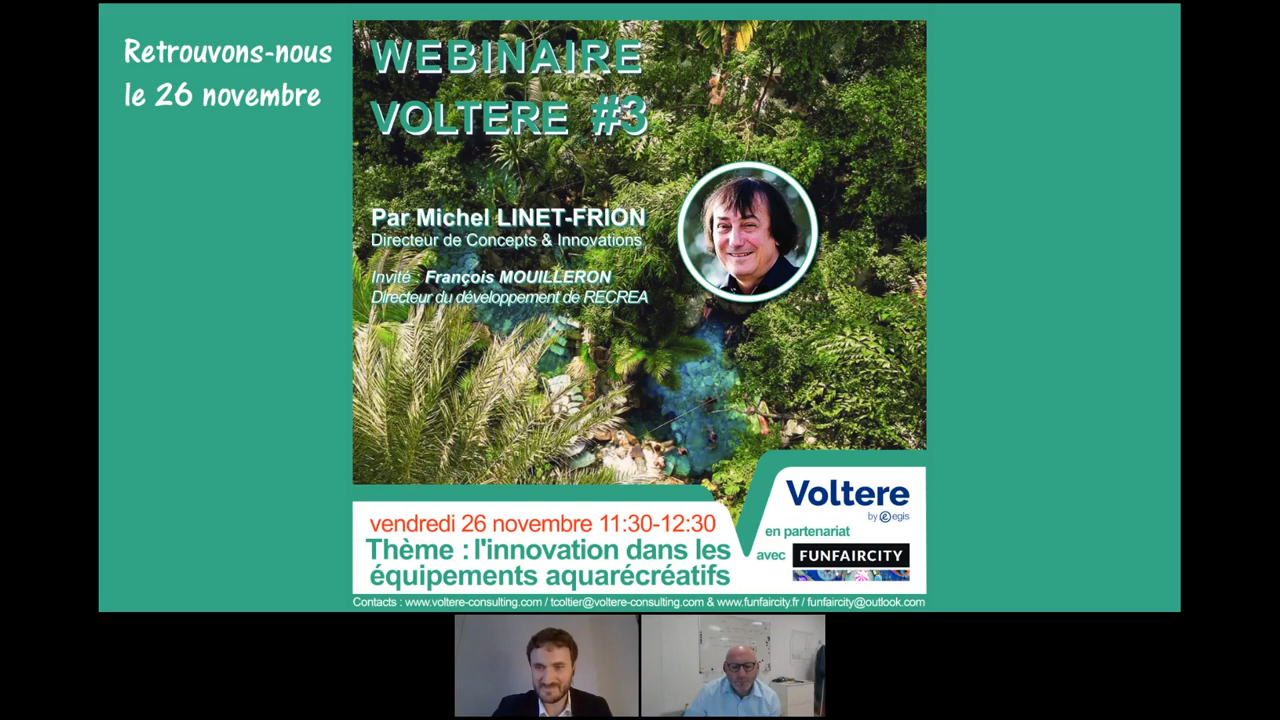 Retrouvons-nous
le 26 novembre
WEBINAIRE
VOLTERE #3
Par Michel LINET-FRION
Directeur de Concepts & Innovations
Invité : François MOUILLERON
Directeur du développement de RECREA
vendredi 26 novembre 11:30-12:30
Thème : l'innovation dans les
équipements aquarécréatifs
Voltere
by egis
en partenariat
avec FUNFAIRCITY
Contacts : www.voltere-consulting.com / tcoltier@voltere-consulting.com & www.funfaircity.fr / funfaircity@outlook.com